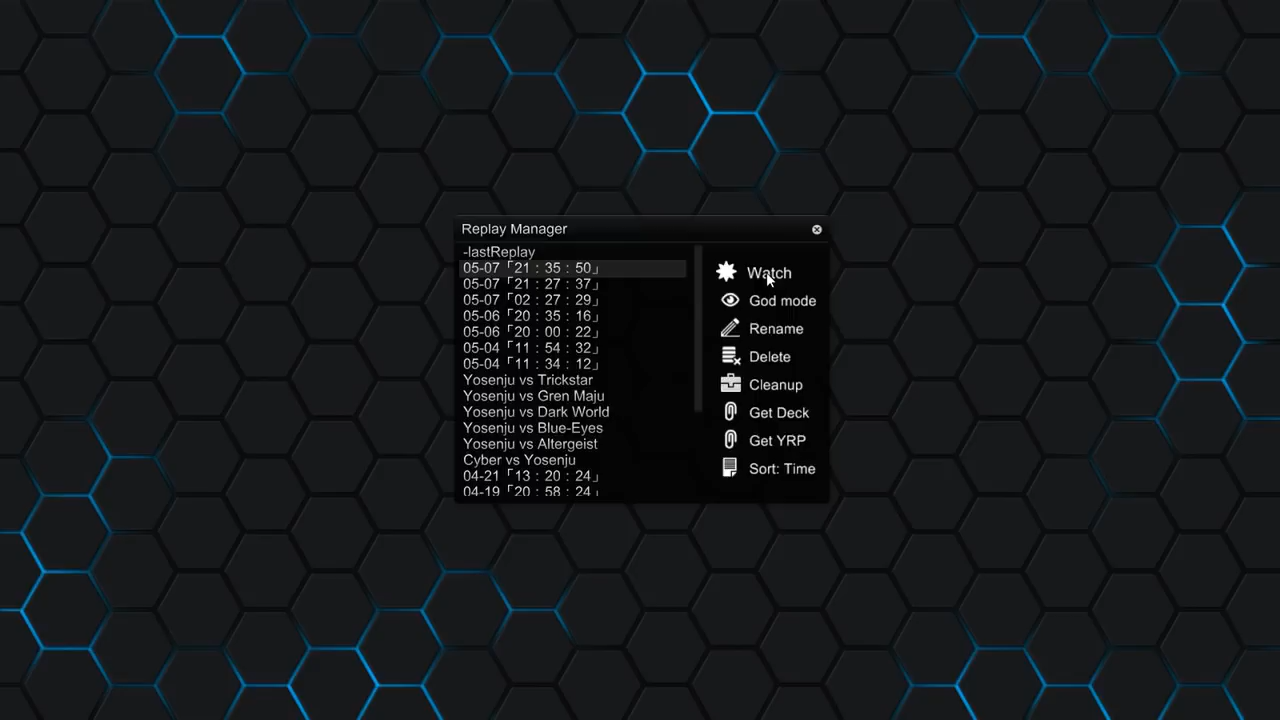 Replay Manager
-lastReplay
05-07「21 : 35 : 50」
05-07「21 : 27 : 37」
05-07「02 : 27 : 29」
05-06「20 : 35 : 16」
05-06「20 : 00 : 22」
05-04「11 : 54 : 32」
05-04「11 : 34 : 12」
Yosenju vs Trickstar
Yosenju vs Gren Maju
Yosenju vs Dark World
Yosenju vs Blue-Eyes
Yosenju vs Altergeist
Cyber vs Yosenju
04-21「13 : 20 : 24」
04-19「20 : 58 : 24」
Watch
God mode
Rename
Delete
Cleanup
Get Deck
Get YRP
Sort: Time